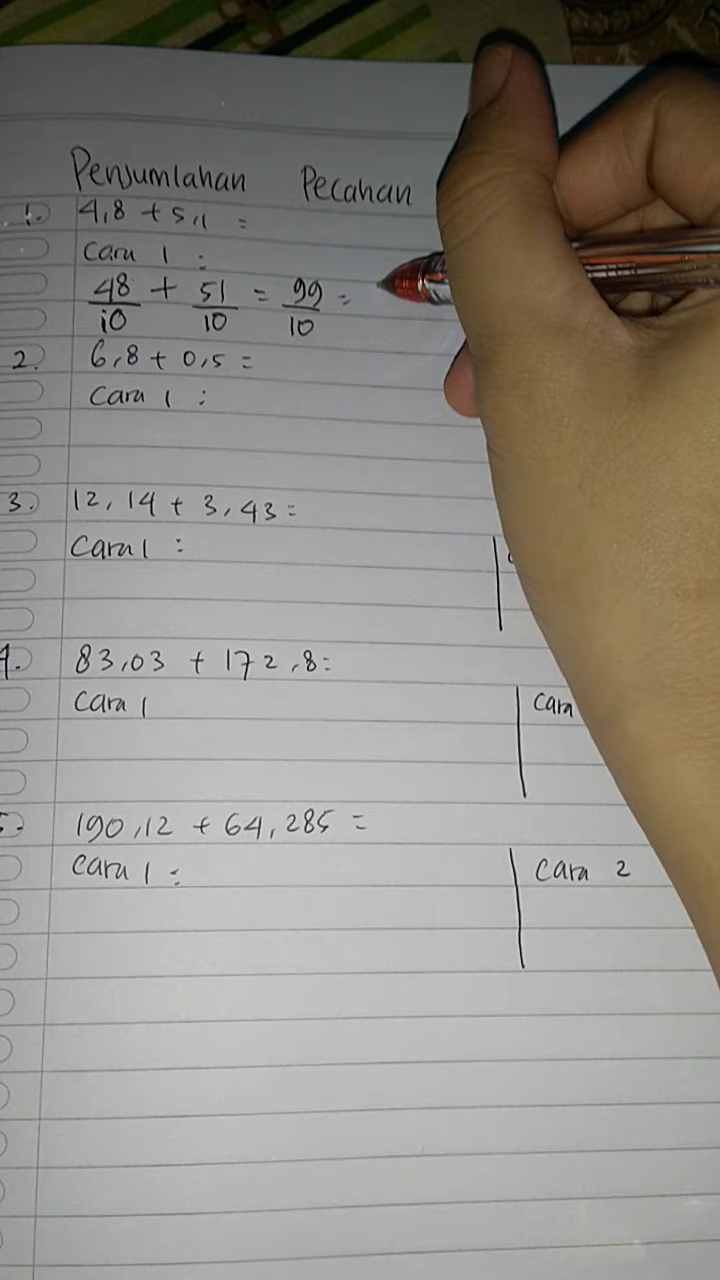 Penjumlahan Pecahan
1. 4,8 + 5,1 =
Cara 1 :
48/10 + 51/10 = 99/10 =
2. 6,8 + 0,5 =
Cara 1 :
3. 12,14 + 3,43 =
Cara 1 :
4. 83,03 + 172,8 =
Cara 1
Cara
5. 190,12 + 64,285 =
Cara 1 :
Cara 2